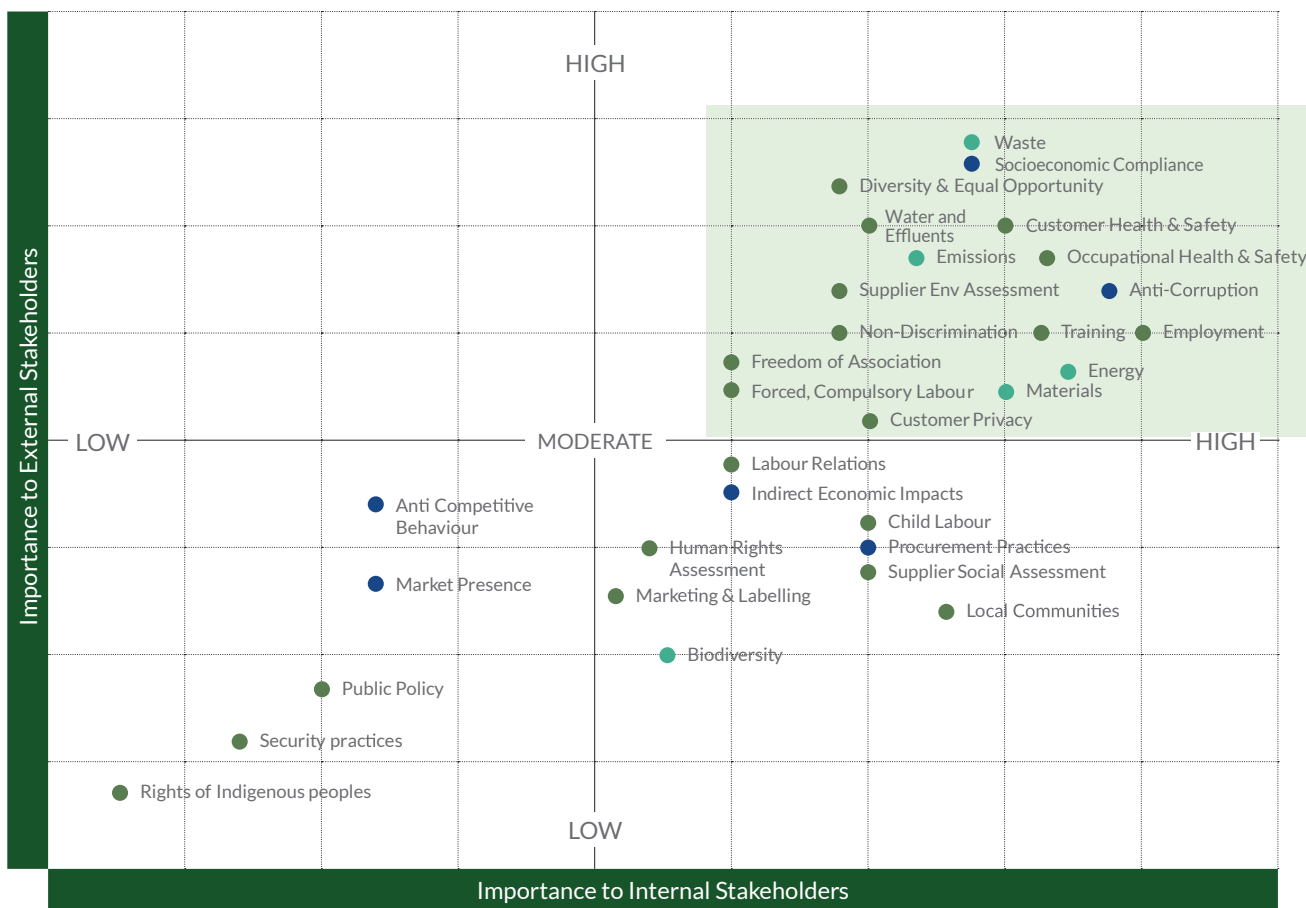 HIGH
Waste
Socioeconomic Compliance
Diversity & Equal Opportunity
Water and
Effluents
Customer Health & Safety
Emissions
Occupational Health & Safety
Supplier Env Assessment
Anti-Corruption
Non-Discrimination
Training
Employment
Freedom of Association
Energy
Forced, Compulsory Labour
Materials
Customer Privacy
LOW
MODERATE
HIGH
Labour Relations
Indirect Economic Impacts
Anti Competitive
Behaviour
Child Labour
Human Rights
Assessment
Procurement Practices
Supplier Social Assessment
Market Presence
Marketing & Labelling
Local Communities
Biodiversity
Public Policy
Security practices
Rights of Indigenous peoples
LOW
Importance to External Stakeholders
Importance to Internal Stakeholders